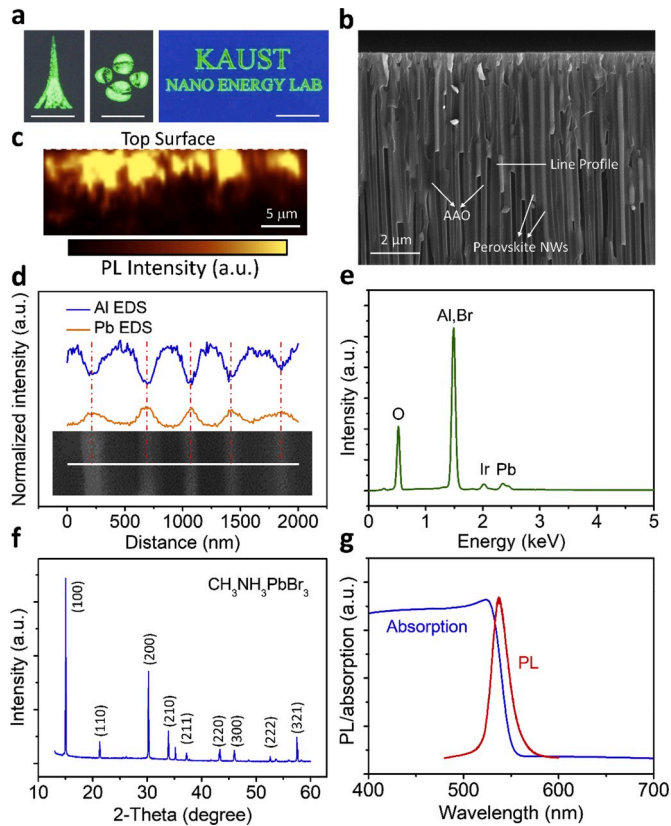 a
KAUST
NANO ENERGY LAB
b
Line Profile
AAO
Perovskite NWs
2 μm
c
Top Surface
5 μm
PL Intensity (a.u.)
d
Normalized intensity (a.u.)
Al EDS
Pb EDS
0 500 1000 1500 2000
Distance (nm)
e
Intensity (a.u.)
O
Al,Br
Ir Pb
0 1 2 3 4 5
Energy (keV)
f
Intensity (a.u.)
CH₃NH₃PbBr₃
(100)
(110)
(200)
(210)
(211)
(220)
(300)
(222)
(321)
10 20 30 40 50 60
2-Theta (degree)
g
PL/absorption (a.u.)
Absorption
PL
400 500 600 700
Wavelength (nm)